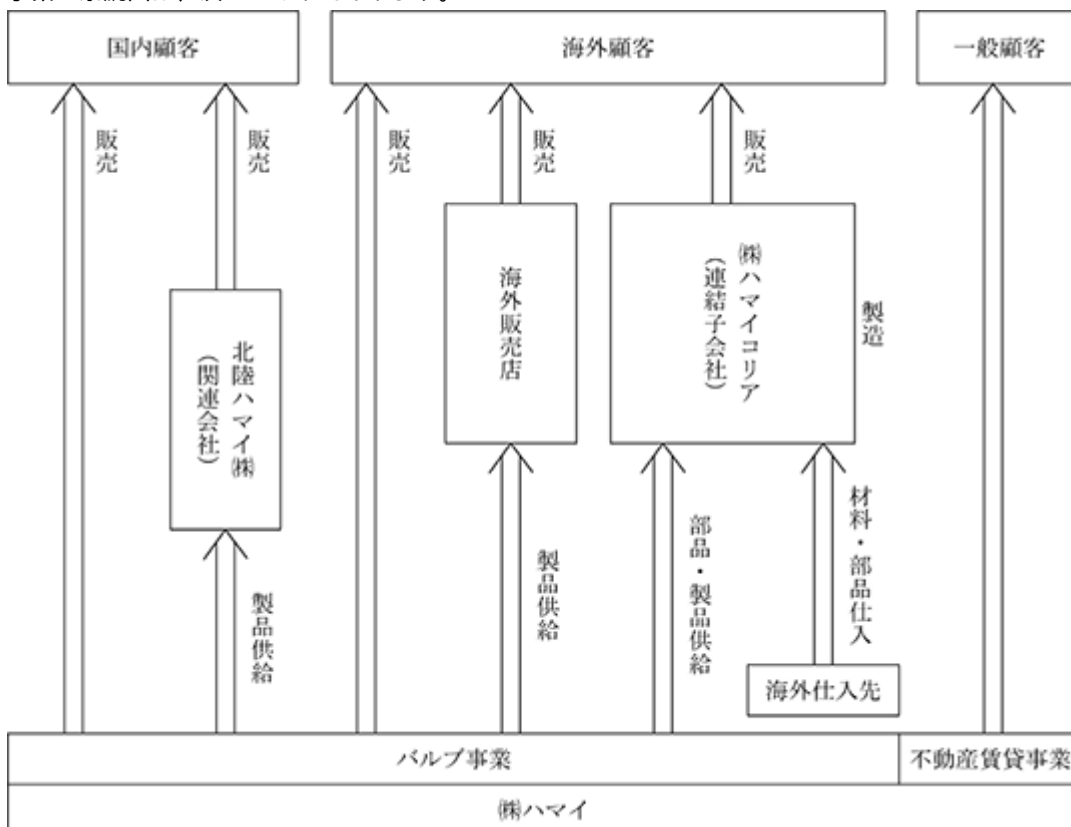 国内顧客
海外顧客
一般顧客
販売
販売
販売
販売
販売
北陸ハマイ㈱
(関連会社)
海外販売店
㈱ハマイコリア
(連結子会社)
製造
製品供給
製品供給
部品・製品供給
材料・部品仕入
海外仕入先
バルブ事業
不動産賃貸事業
㈱ハマイ